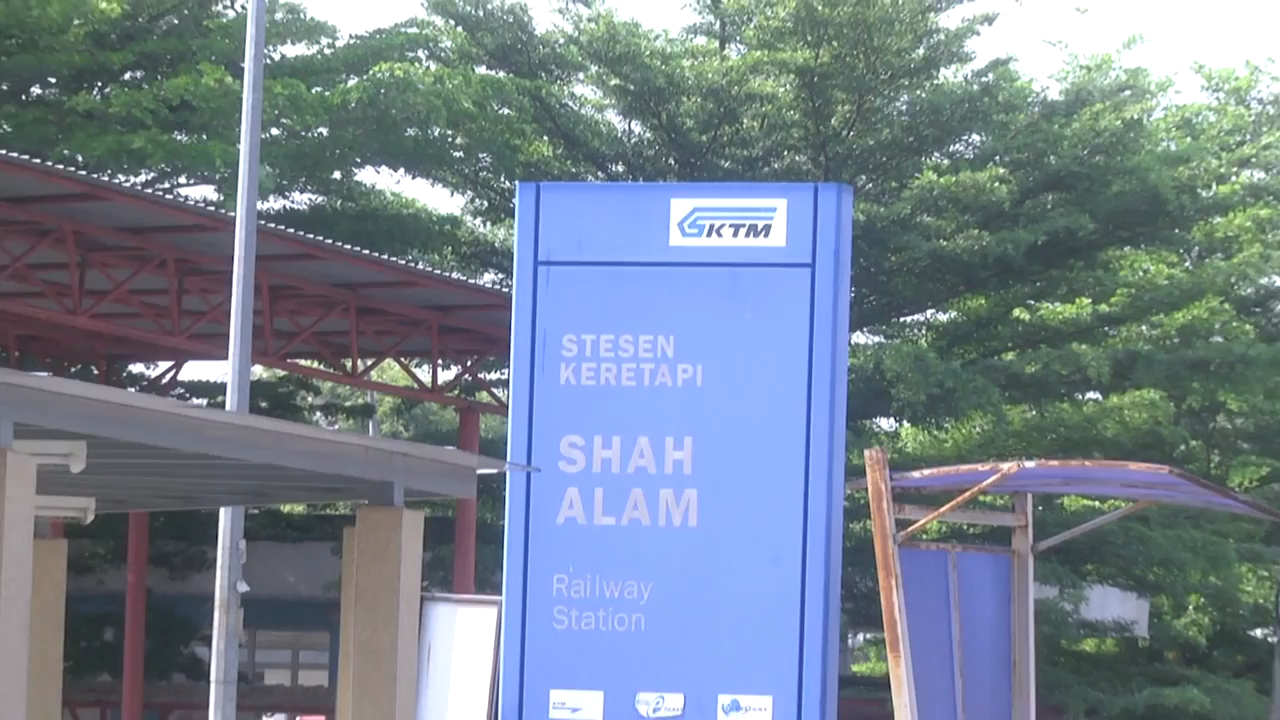 KTM
STESEN
KERETAPI
SHAH
ALAM
Railway
Station